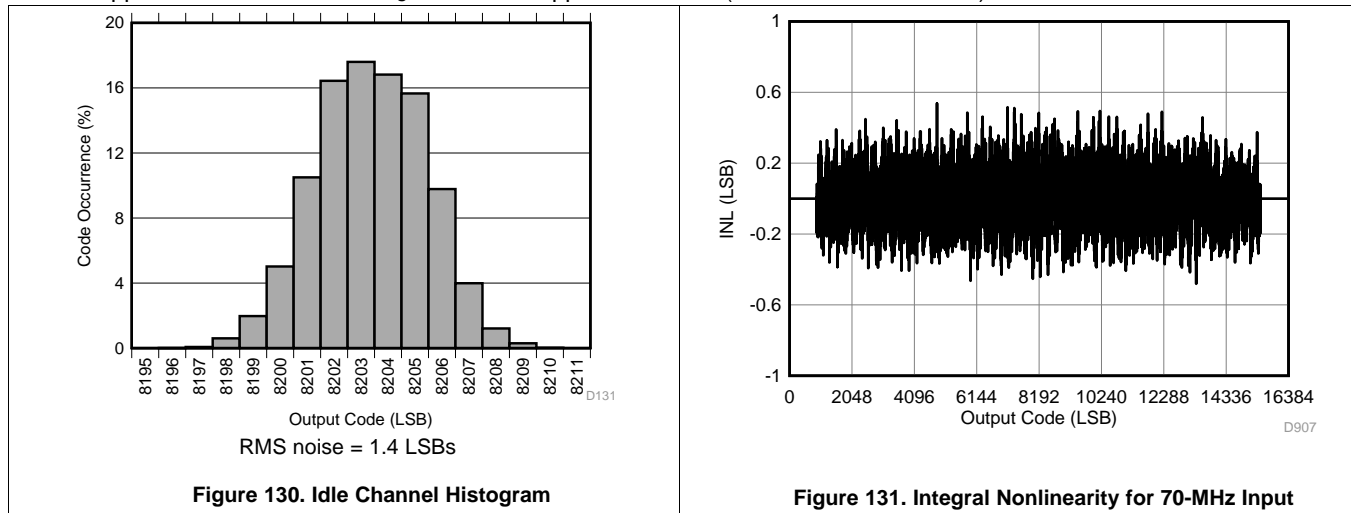 20
16
12
8
4
0
Code Occurrence (%)
8195
8196
8197
8198
8199
8200
8201
8202
8203
8204
8205
8206
8207
8208
8209
8210
8211
D131
Output Code (LSB)
RMS noise = 1.4 LSBs
Figure 130. Idle Channel Histogram
1
0.6
0.2
-0.2
-0.6
-1
INL (LSB)
0 2048 4096 6144 8192 10240 12288 14336 16384
Output Code (LSB)
D907
Figure 131. Integral Nonlinearity for 70-MHz Input